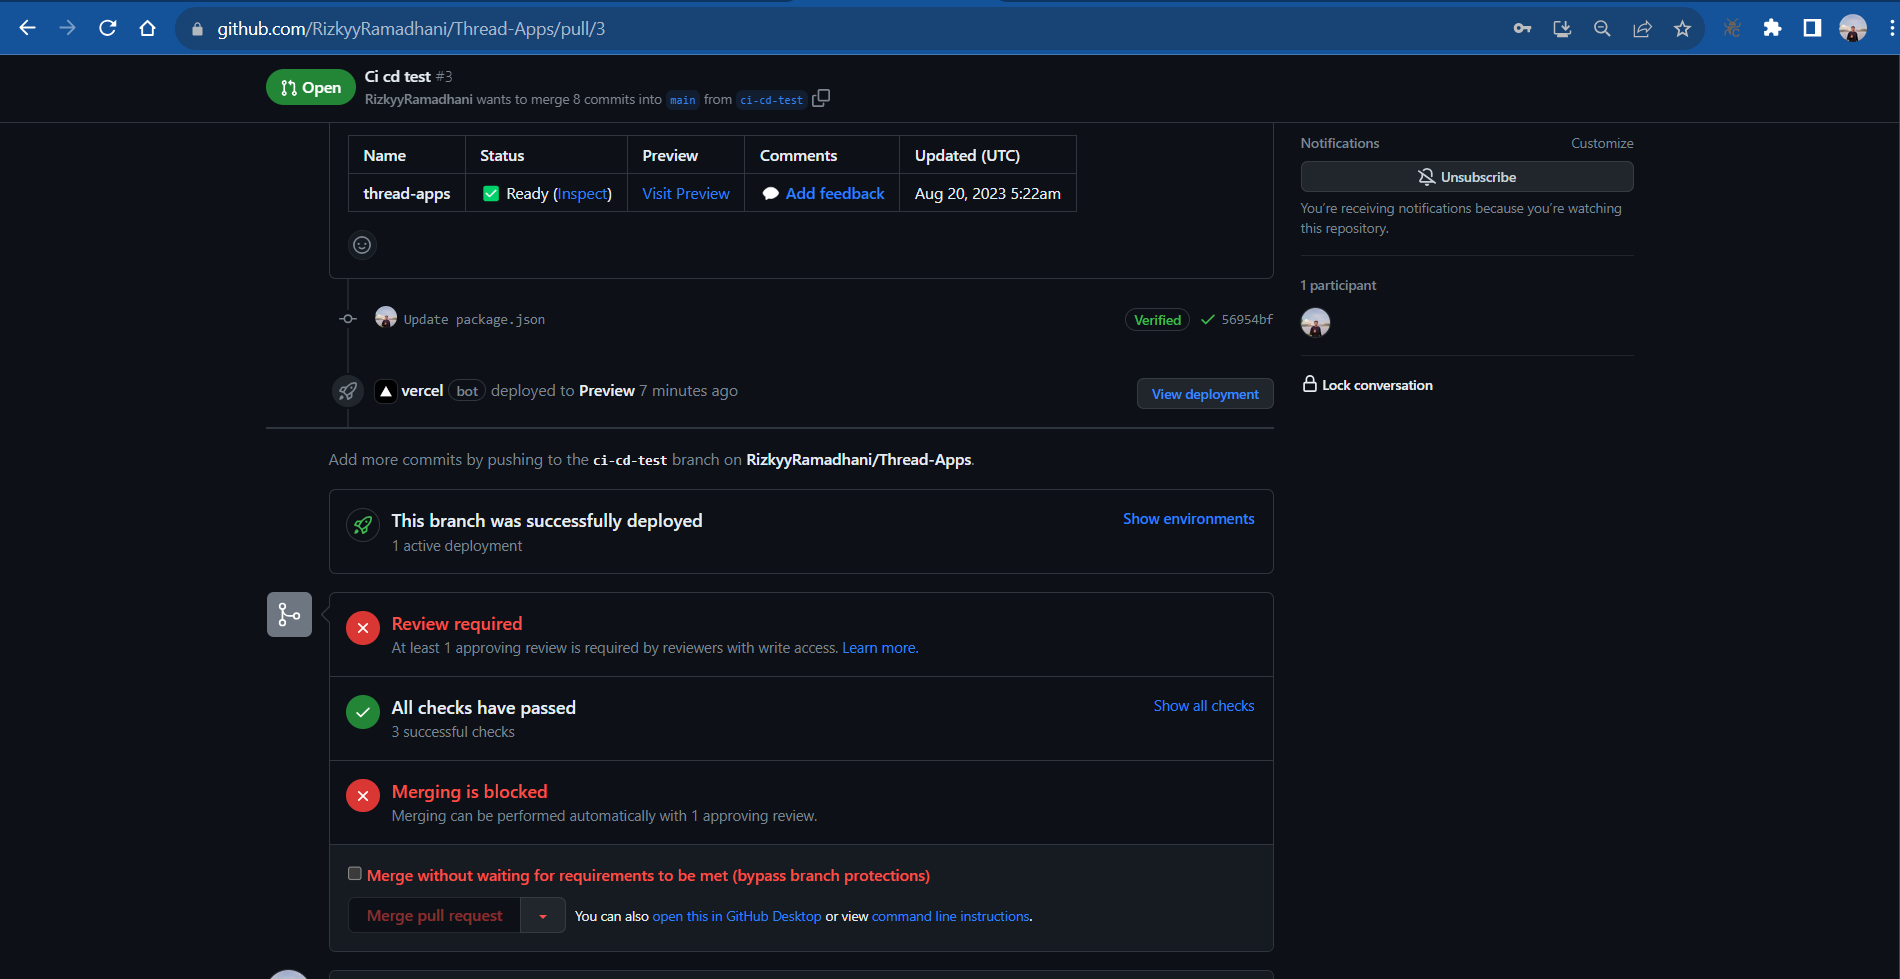 github.com/RizkyyRamadhani/Thread-Apps/pull/3
Open
Ci cd test #3
RizkyyRamadhani wants to merge 8 commits into main from ci-cd-test
Name Status Preview Comments Updated (UTC)
thread-apps ✅ Ready (Inspect) Visit Preview 💬 Add feedback Aug 20, 2023 5:22am
Notifications Customize
Unsubscribe
You're receiving notifications because you're watching
this repository.
1 participant
Lock conversation
Update package.json Verified 56954bf
vercel bot deployed to Preview 7 minutes ago View deployment
Add more commits by pushing to the ci-cd-test branch on RizkyyRamadhani/Thread-Apps.
This branch was successfully deployed Show environments
1 active deployment
Review required
At least 1 approving review is required by reviewers with write access. Learn more.
All checks have passed Show all checks
3 successful checks
Merging is blocked
Merging can be performed automatically with 1 approving review.
Merge without waiting for requirements to be met (bypass branch protections)
Merge pull request You can also open this in GitHub Desktop or view command line instructions.